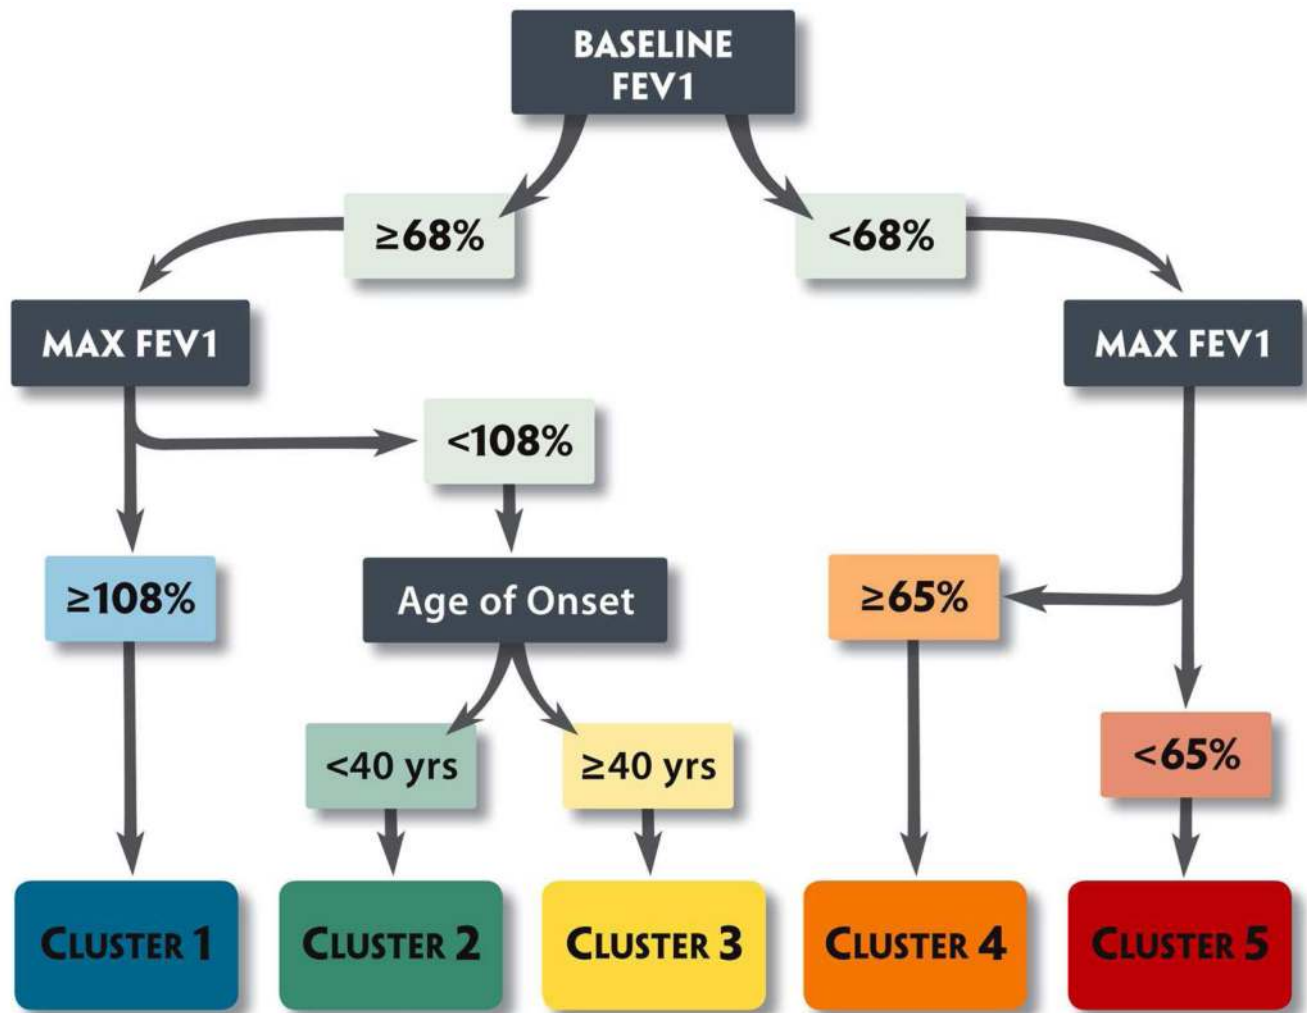 BASELINE
FEV1
≥68%
<68%
MAX FEV1
MAX FEV1
<108%
≥108%
Age of Onset
≥65%
<40 yrs
≥40 yrs
<65%
CLUSTER 1
CLUSTER 2
CLUSTER 3
CLUSTER 4
CLUSTER 5